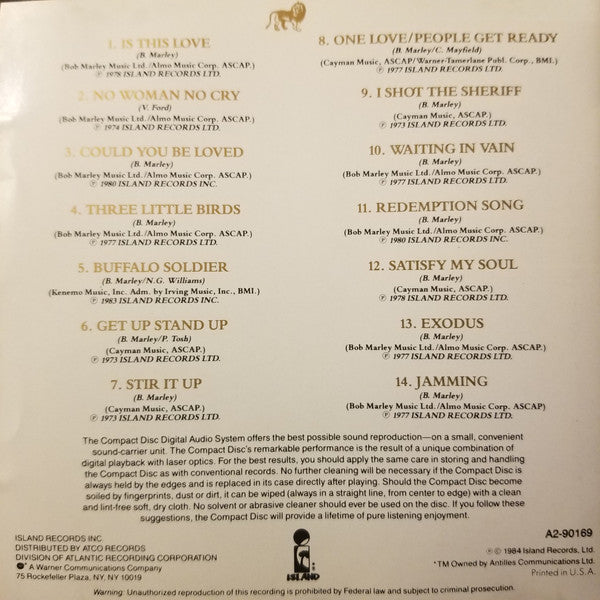 1. IS THIS LOVE
(B. Marley)
(Bob Marley Music Ltd./Almo Music Corp. ASCAP.)
℗ 1978 ISLAND RECORDS LTD.
2. NO WOMAN NO CRY
(V. Ford)
(Bob Marley Music Ltd./Almo Music Corp. ASCAP.)
℗ 1974 ISLAND RECORDS LTD.
3. COULD YOU BE LOVED
(B. Marley)
(Bob Marley Music Ltd./Almo Music Corp. ASCAP.)
℗ 1980 ISLAND RECORDS INC.
4. THREE LITTLE BIRDS
(B. Marley)
(Bob Marley Music Ltd./Almo Music Corp. ASCAP.)
℗ 1977 ISLAND RECORDS LTD.
5. BUFFALO SOLDIER
(B. Marley/N.G. Williams)
(Kenemo Music, Inc. Adm. by Irving Music, Inc., BMI.)
℗ 1983 ISLAND RECORDS INC.
6. GET UP STAND UP
(B. Marley/P. Tosh)
(Cayman Music, ASCAP.)
℗ 1973 ISLAND RECORDS LTD.
7. STIR IT UP
(B. Marley)
(Cayman Music, ASCAP.)
℗ 1973 ISLAND RECORDS LTD.
8. ONE LOVE/PEOPLE GET READY
(B. Marley/C. Mayfield)
(Cayman Music, ASCAP/Warner-Tamerlane Publ. Corp., BMI.)
℗ 1977 ISLAND RECORDS LTD.
9. I SHOT THE SHERIFF
(B. Marley)
(Cayman Music, ASCAP.)
℗ 1973 ISLAND RECORDS LTD.
10. WAITING IN VAIN
(B. Marley)
(Bob Marley Music Ltd./Almo Music Corp. ASCAP.)
℗ 1977 ISLAND RECORDS LTD.
11. REDEMPTION SONG
(B. Marley)
(Bob Marley Music Ltd./Almo Music Corp. ASCAP.)
℗ 1980 ISLAND RECORDS INC.
12. SATISFY MY SOUL
(B. Marley)
(Cayman Music, ASCAP.)
℗ 1978 ISLAND RECORDS LTD.
13. EXODUS
(B. Marley)
(Bob Marley Music Ltd./Almo Music Corp. ASCAP.)
℗ 1977 ISLAND RECORDS LTD.
14. JAMMING
(B. Marley)
(Bob Marley Music Ltd./Almo Music Corp. ASCAP)
℗ 1977 ISLAND RECORDS LTD.
The Compact Disc Digital Audio System offers the best possible sound reproduction—on a small, convenient
sound-carrier unit. The Compact Disc's remarkable performance is the result of a unique combination of
digital playback with laser optics. For the best results, you should apply the same care in storing and handling
the Compact Disc as with conventional records. No further cleaning will be necessary if the Compact Disc is
always held by the edges and is replaced in its case directly after playing. Should the Compact Disc become
soiled by fingerprints, dust or dirt, it can be wiped (always in a straight line, from center to edge) with a clean
and lint-free soft, dry cloth. No solvent or abrasive cleaner should ever be used on the disc. If you follow these
suggestions, the Compact Disc will provide a lifetime of pure listening enjoyment.
ISLAND RECORDS INC
DISTRIBUTED BY ATCO RECORDS
DIVISION OF ATLANTIC RECORDING CORPORATION
A Warner Communications Company
75 Rockefeller Plaza, NY, NY 10019
ISLAND
A2-90169
℗ © 1984 Island Records, Ltd.
*TM Owned by Antilles Communications Ltd.
Printed in U.S.A.
Warning: Unauthorized reproduction of this recording is prohibited by Federal law and subject to criminal prosecution.